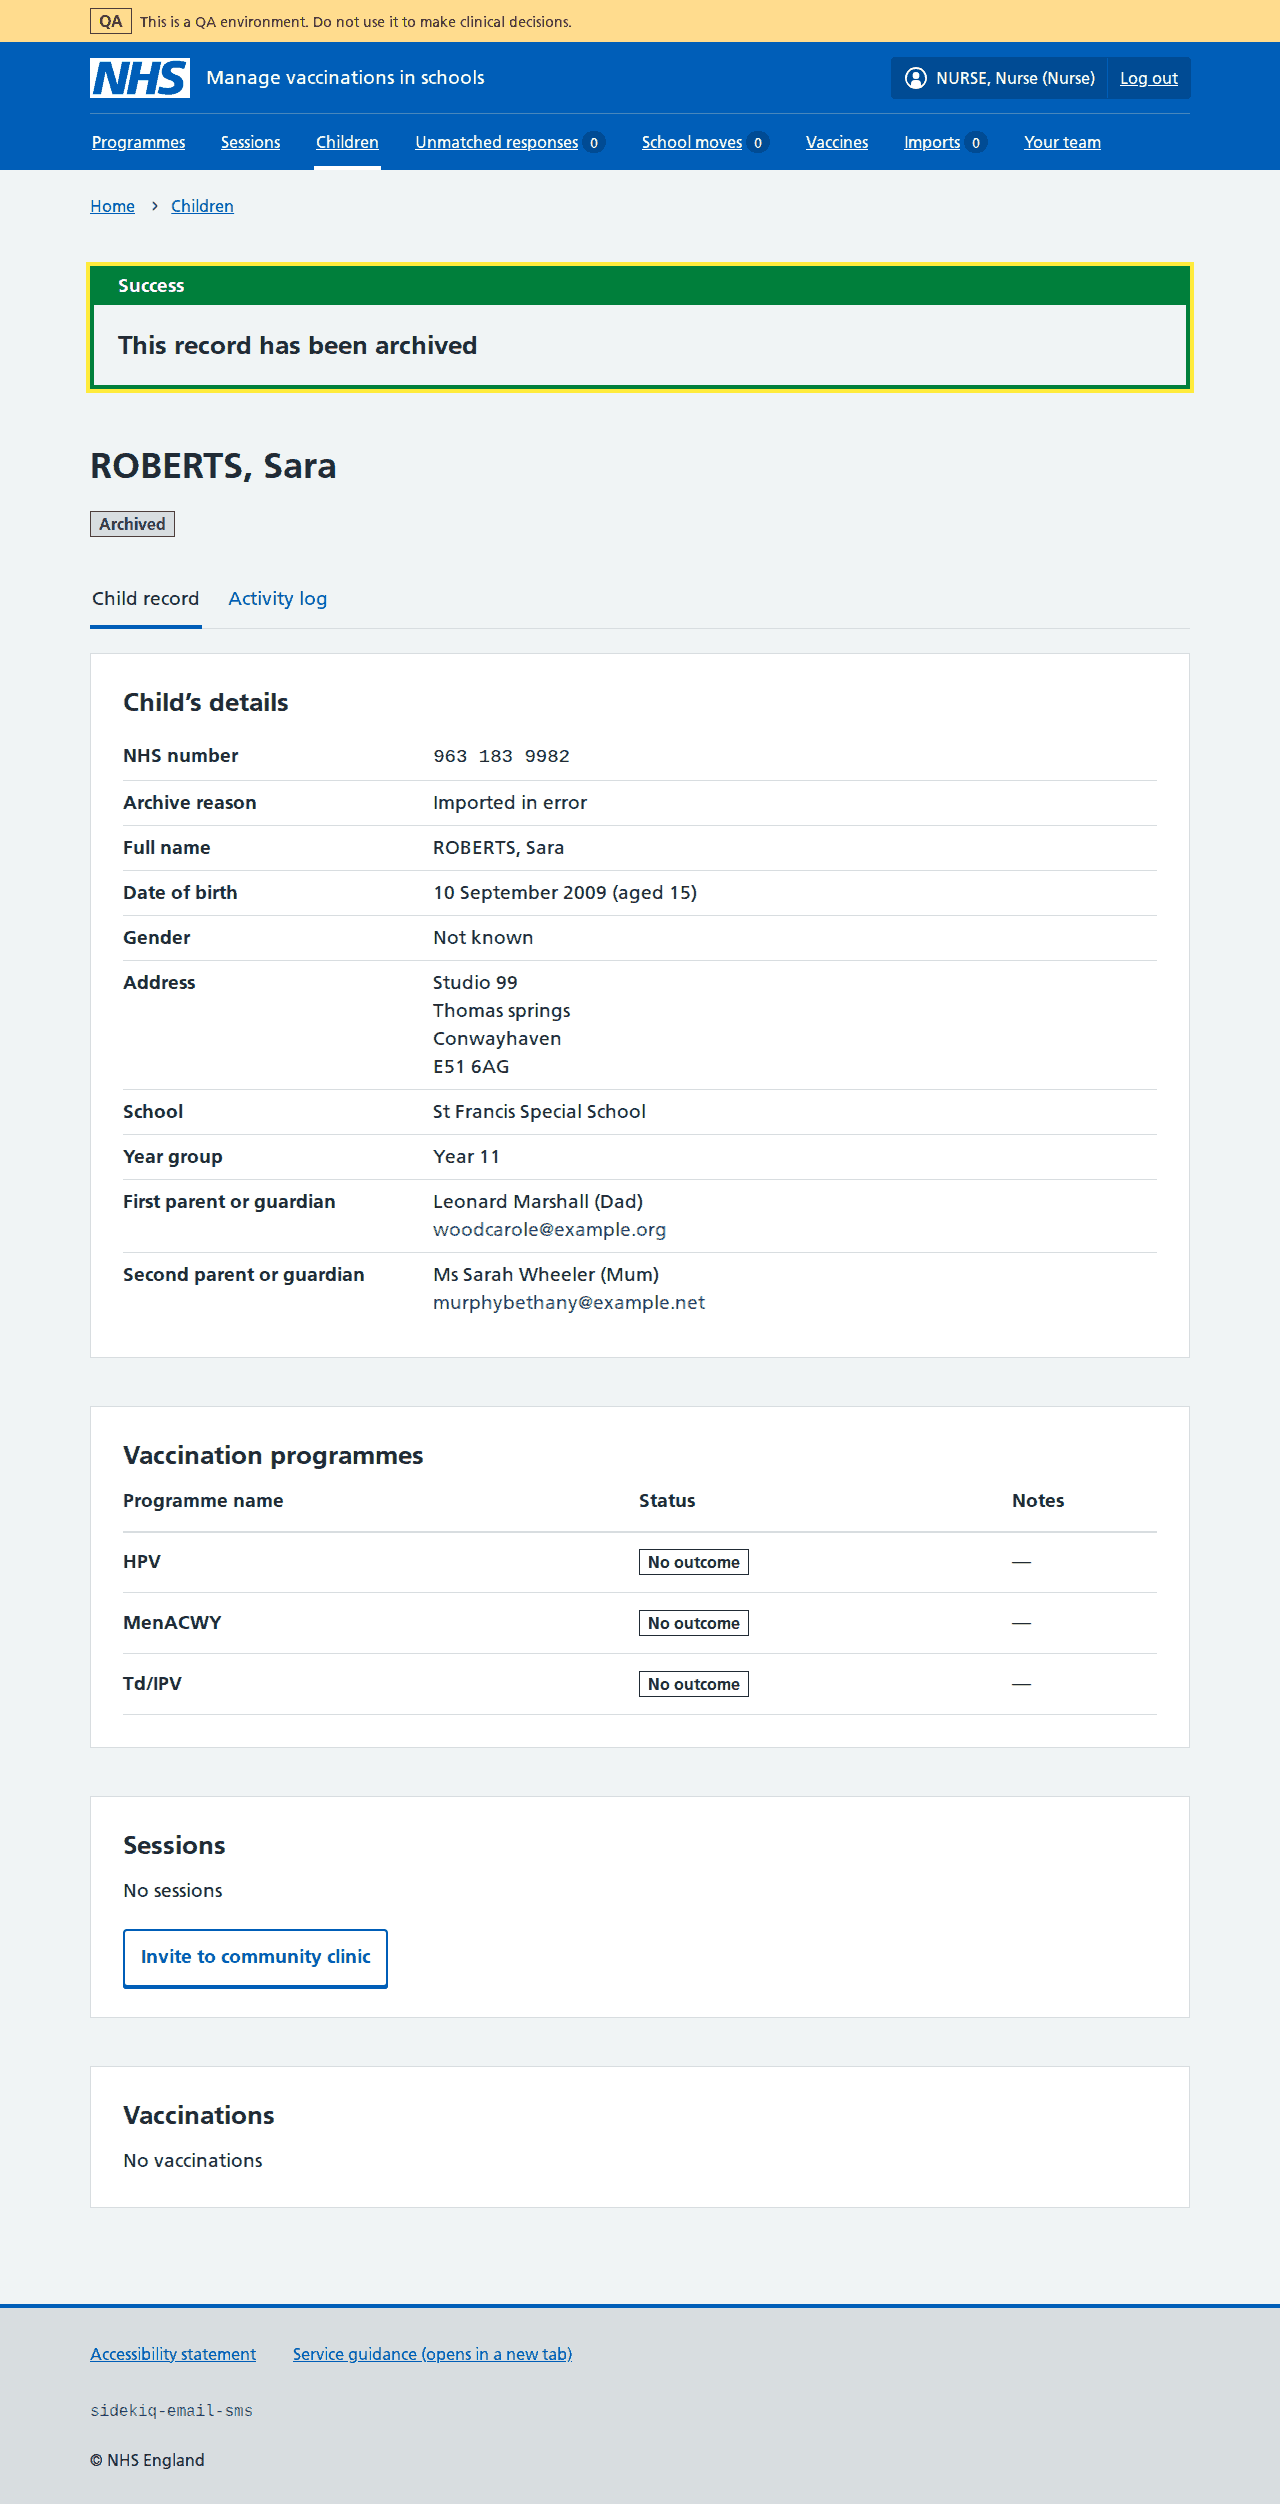 QA This is a QA environment. Do not use it to make clinical decisions.
NHS Manage vaccinations in schools NURSE, Nurse (Nurse) Log out
Programmes Sessions Children Unmatched responses 0 School moves 0 Vaccines Imports 0 Your team
Home › Children
Success
This record has been archived
ROBERTS, Sara
Archived
Child record Activity log
Child’s details
NHS number 963 183 9982
Archive reason Imported in error
Full name ROBERTS, Sara
Date of birth 10 September 2009 (aged 15)
Gender Not known
Address Studio 99
Thomas springs
Conwayhaven
E51 6AG
School St Francis Special School
Year group Year 11
First parent or guardian Leonard Marshall (Dad)
woodcarole@example.org
Second parent or guardian Ms Sarah Wheeler (Mum)
murphybethany@example.net
Vaccination programmes
Programme name Status Notes
HPV No outcome —
MenACWY No outcome —
Td/IPV No outcome —
Sessions
No sessions
Invite to community clinic
Vaccinations
No vaccinations
Accessibility statement Service guidance (opens in a new tab)
sidekiq-email-sms
© NHS England